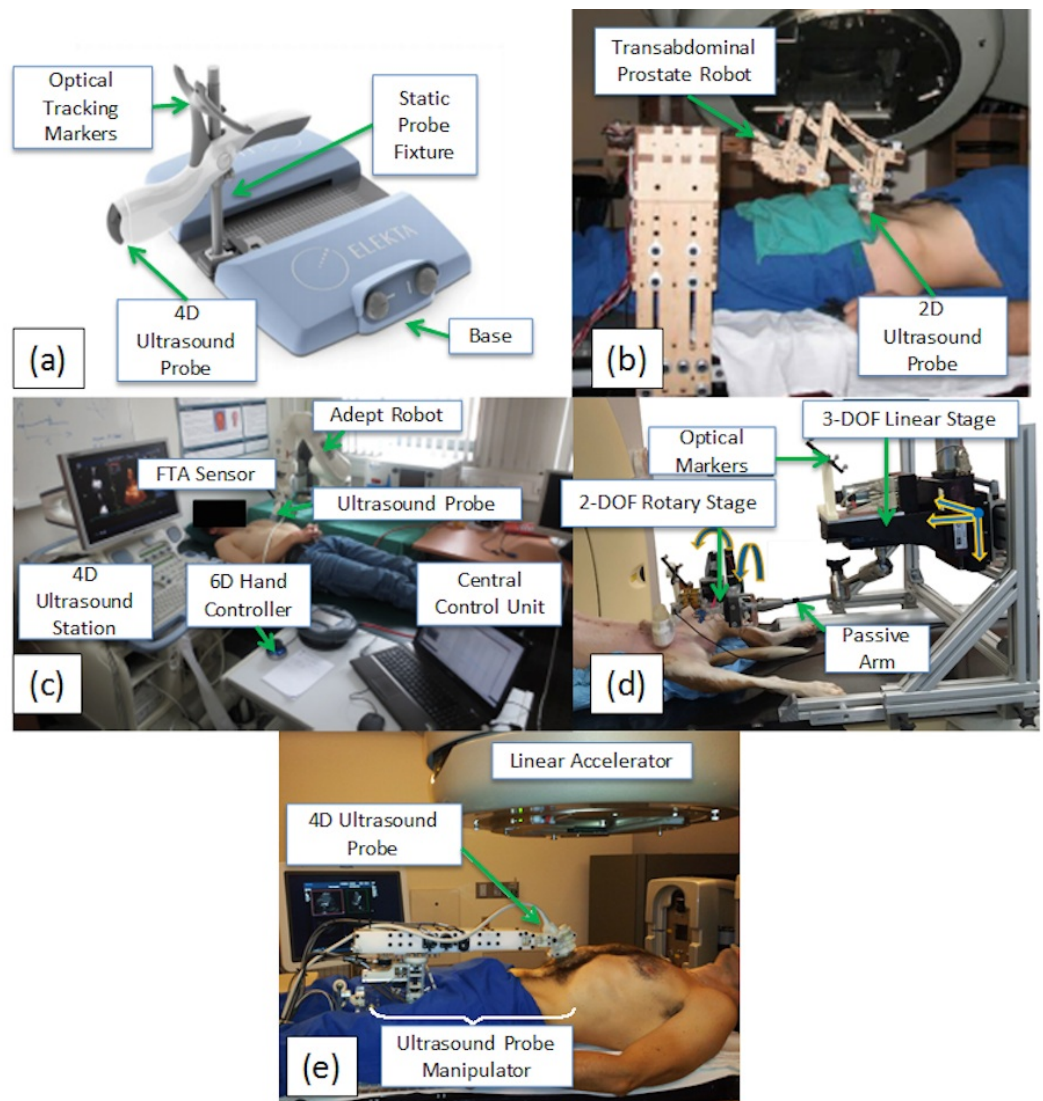 Optical
Tracking
Markers
Static
Probe
Fixture
ELEKTA
4D
Ultrasound
Probe
Base
(a)
Transabdominal
Prostate Robot
2D
Ultrasound
Probe
(b)
Adept Robot
FTA Sensor
Ultrasound Probe
4D
Ultrasound
Station
6D Hand
Controller
Central
Control Unit
(c)
3-DOF Linear Stage
Optical
Markers
2-DOF Rotary Stage
Passive
Arm
(d)
Linear Accelerator
4D Ultrasound
Probe
Ultrasound Probe
Manipulator
(e)